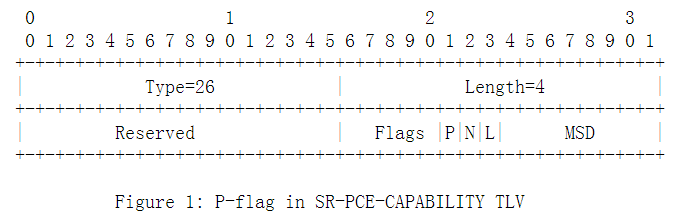 0                   1                   2                   3
 0 1 2 3 4 5 6 7 8 9 0 1 2 3 4 5 6 7 8 9 0 1 2 3 4 5 6 7 8 9 0 1
+-+-+-+-+-+-+-+-+-+-+-+-+-+-+-+-+-+-+-+-+-+-+-+-+-+-+-+-+-+-+-+-+
|            Type=26            |            Length=4           |
+-+-+-+-+-+-+-+-+-+-+-+-+-+-+-+-+-+-+-+-+-+-+-+-+-+-+-+-+-+-+-+-+
|         Reserved              |   Flags |P|N|L|      MSD      |
+-+-+-+-+-+-+-+-+-+-+-+-+-+-+-+-+-+-+-+-+-+-+-+-+-+-+-+-+-+-+-+-+
Figure 1: P-flag in SR-PCE-CAPABILITY TLV